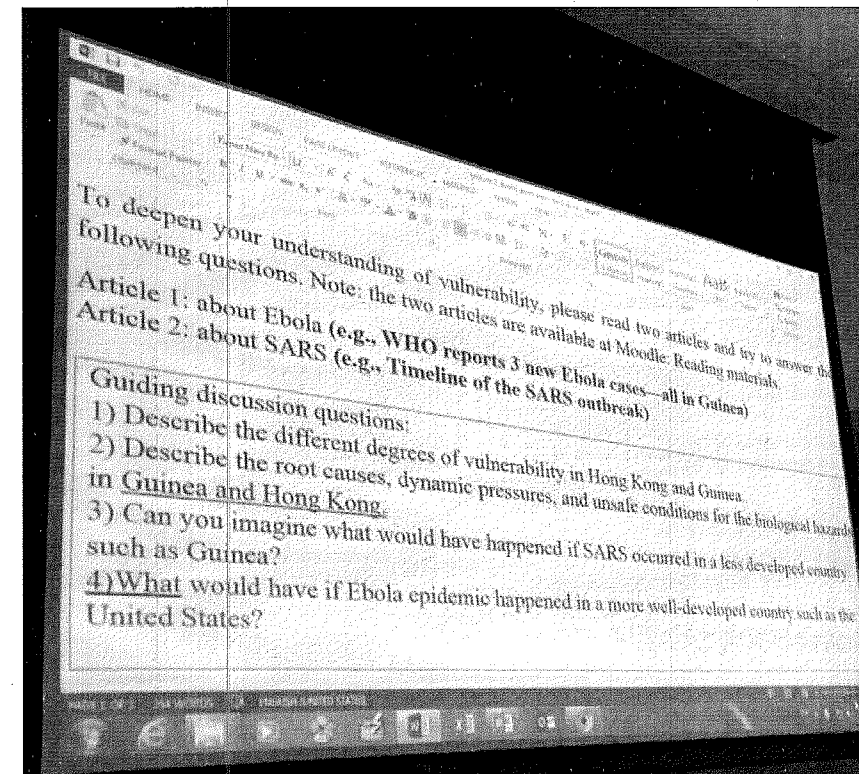 FILE
HOME
To deepen your understanding of vulnerability, please read two articles and try to answer the
following questions. Note: the two articles are available at Moodle: Reading materials.
Article 1: about Ebola (e.g., WHO reports 3 new Ebola cases—all in Guinea)
Article 2: about SARS (e.g., Timeline of the SARS outbreak)
Guiding discussion questions:
1) Describe the different degrees of vulnerability in Hong Kong and Guinea.
2) Describe the root causes, dynamic pressures, and unsafe conditions for the biological hazards
in Guinea and Hong Kong.
3) Can you imagine what would have happened if SARS occurred in a less developed country
such as Guinea?
4)What would have if Ebola epidemic happened in a more well-developed country such as the
United States?